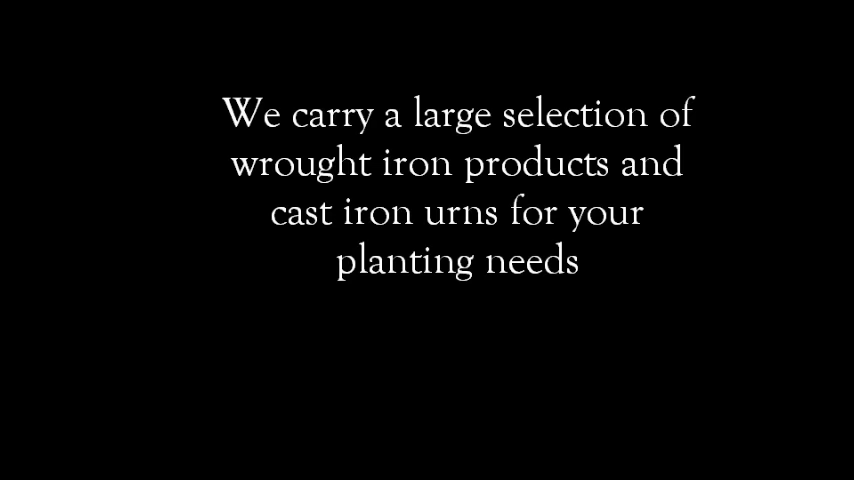 We carry a large selection of
wrought iron products and
cast iron urns for your
planting needs